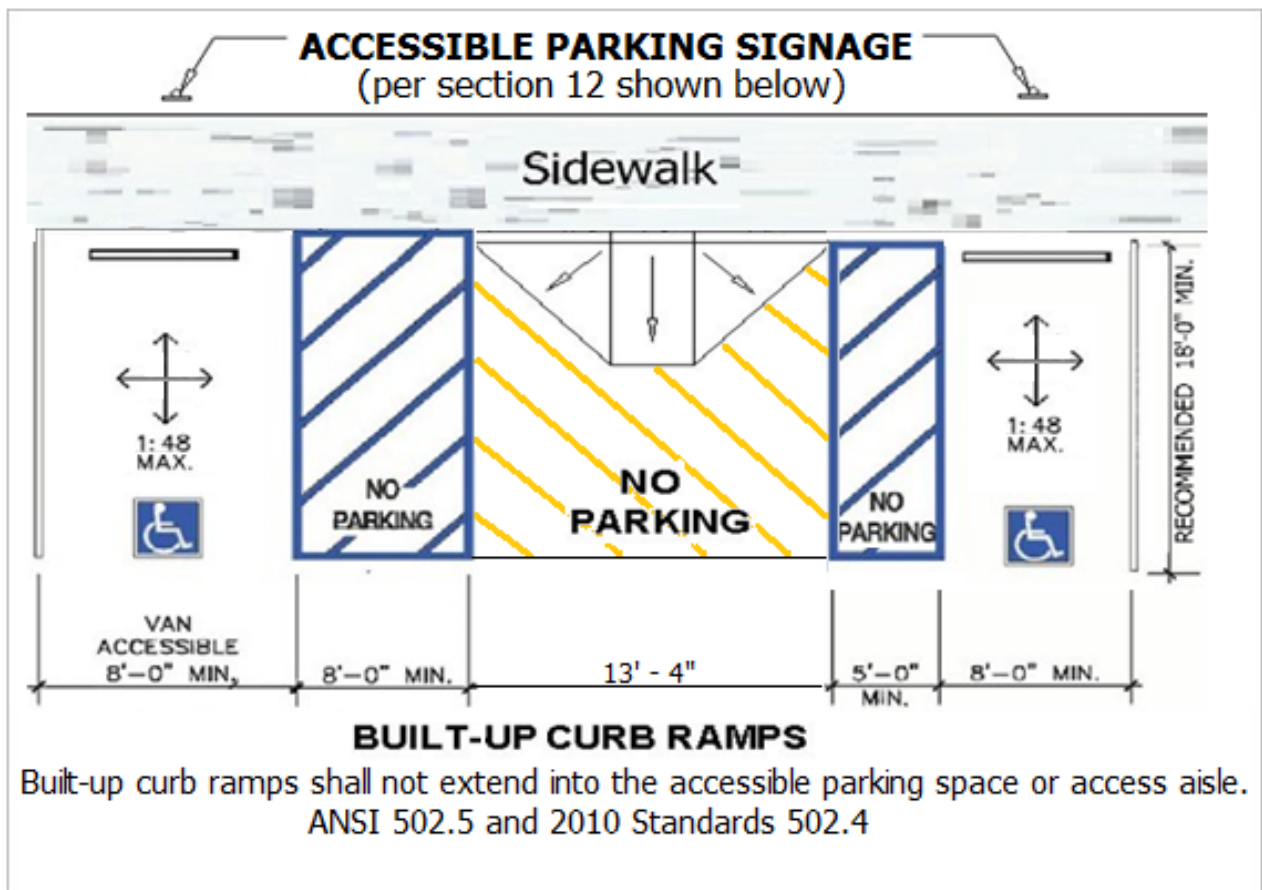 ACCESSIBLE PARKING SIGNAGE
(per section 12 shown below)
Sidewalk
1:48
MAX.
NO
PARKING
NO
PARKING
NO
PARKING
1:48
MAX.
RECOMMENDED 18'-0" MIN.
VAN
ACCESSIBLE
8'-0" MIN,
8'-0" MIN.
13' - 4"
5'-0"
MIN.
8'-0" MIN.
BUILT-UP CURB RAMPS
Built-up curb ramps shall not extend into the accessible parking space or access aisle.
ANSI 502.5 and 2010 Standards 502.4